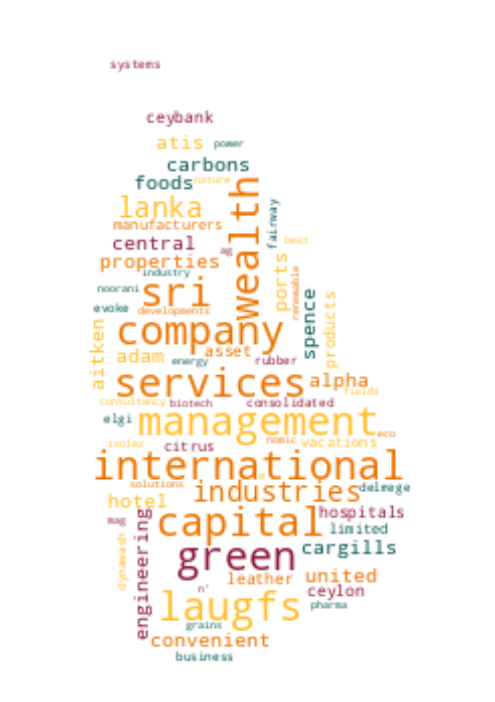 systems
ceybank
atis power
carbons
foods nature
wealth
lanka
fairway
manufacturers
central ag best
properties
industry
ports
renewable
noorani sri
spence
products
evoke developments
company
aitken
adam asset
energy rubber
services alpha
fields
consultancy biotech consolidated
elgi management
eco
isolez citrus nomic vacations
international
solutions industries delmege
hotel
mag capital hospitals
engineering
limited
dynawash
green cargills
leather united
n' ceylon
laugfs pharma
grains
convenient
business